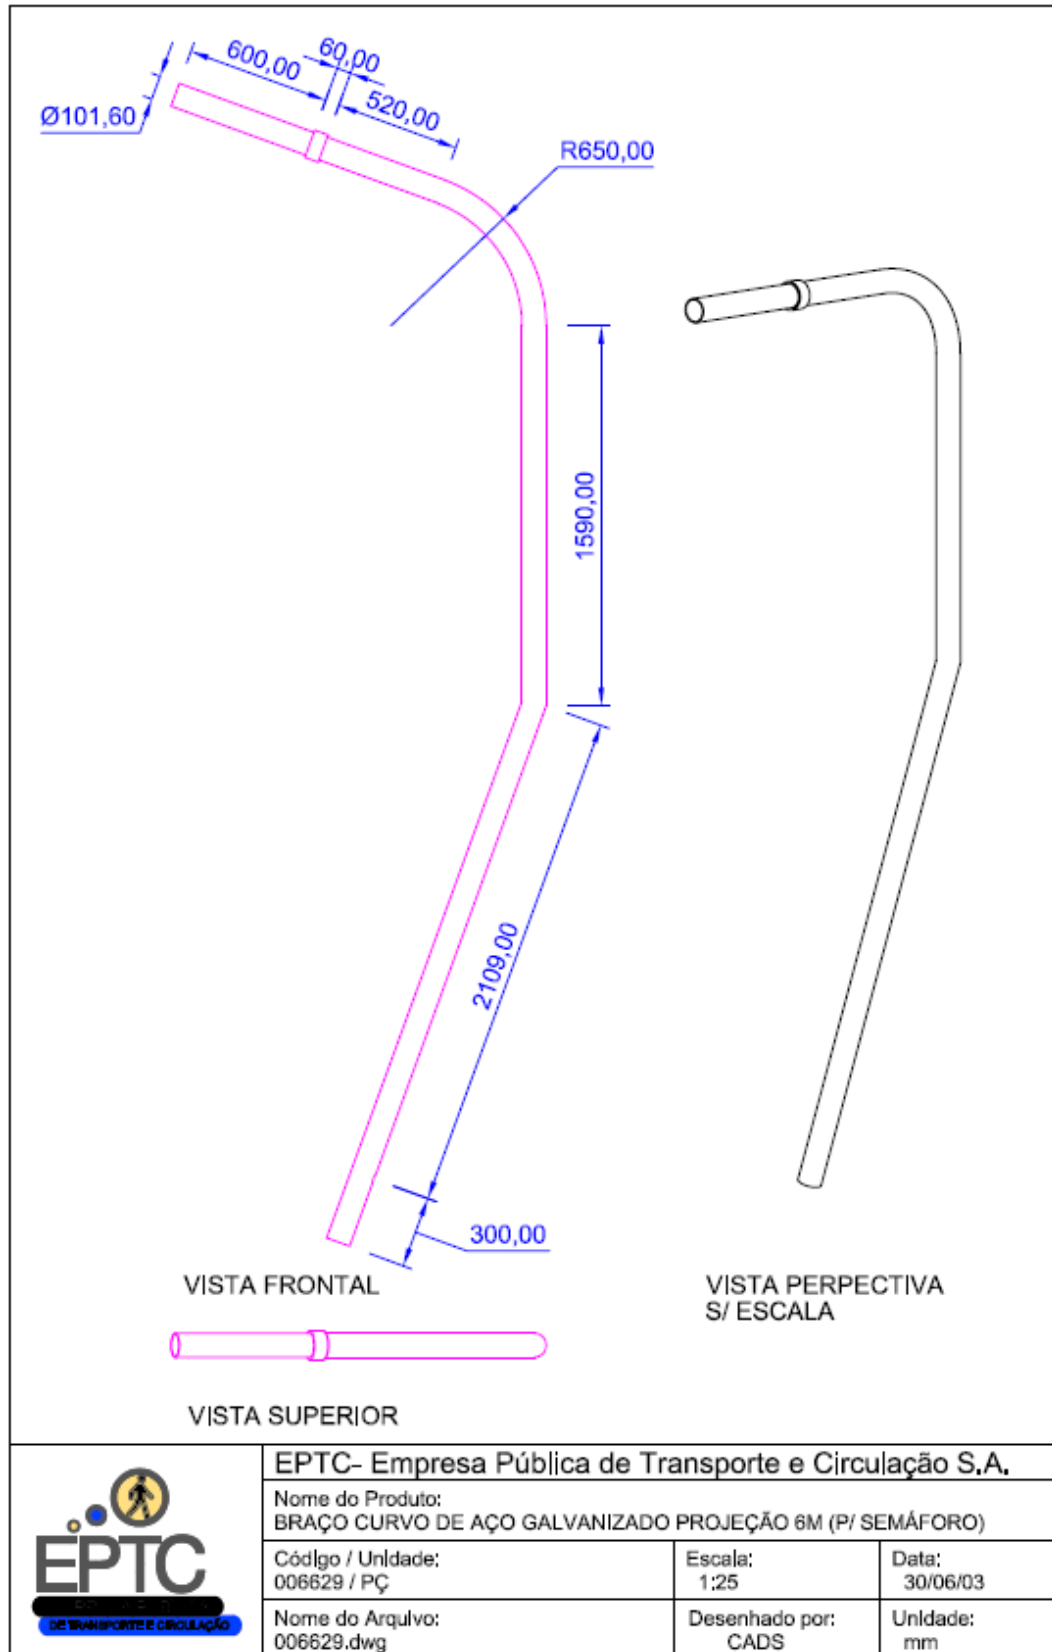 600,00
60,00
520,00
Ø101,60
R650,00
1590,00
2109,00
300,00
VISTA FRONTAL
VISTA PERPECTIVA
S/ ESCALA
VISTA SUPERIOR
EPTC
DE TRANSPORTE E CIRCULAÇÃO
EPTC- Empresa Pública de Transporte e Circulação S.A.
Nome do Produto:
BRAÇO CURVO DE AÇO GALVANIZADO PROJEÇÃO 6M (P/ SEMÁFORO)
Código / Unidade:
006629 / PÇ
Escala:
1:25
Data:
30/06/03
Nome do Arquivo:
006629.dwg
Desenhado por:
CADS
Unidade:
mm